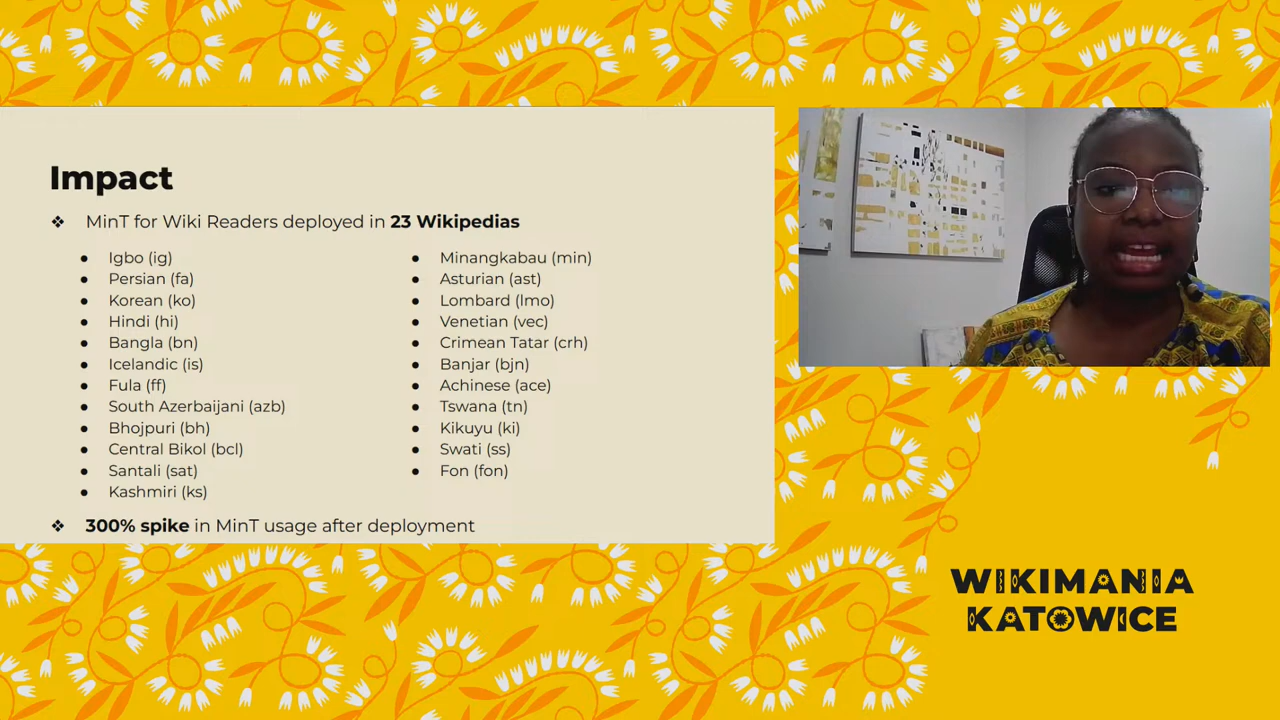 Impact
❖ MinT for Wiki Readers deployed in 23 Wikipedias
● Igbo (ig)
● Persian (fa)
● Korean (ko)
● Hindi (hi)
● Bangla (bn)
● Icelandic (is)
● Fula (ff)
● South Azerbaijani (azb)
● Bhojpuri (bh)
● Central Bikol (bcl)
● Santali (sat)
● Kashmiri (ks)
● Minangkabau (min)
● Asturian (ast)
● Lombard (lmo)
● Venetian (vec)
● Crimean Tatar (crh)
● Banjar (bjn)
● Achinese (ace)
● Tswana (tn)
● Kikuyu (ki)
● Swati (ss)
● Fon (fon)
❖ 300% spike in MinT usage after deployment
WIKIMANIA
KATOWICE